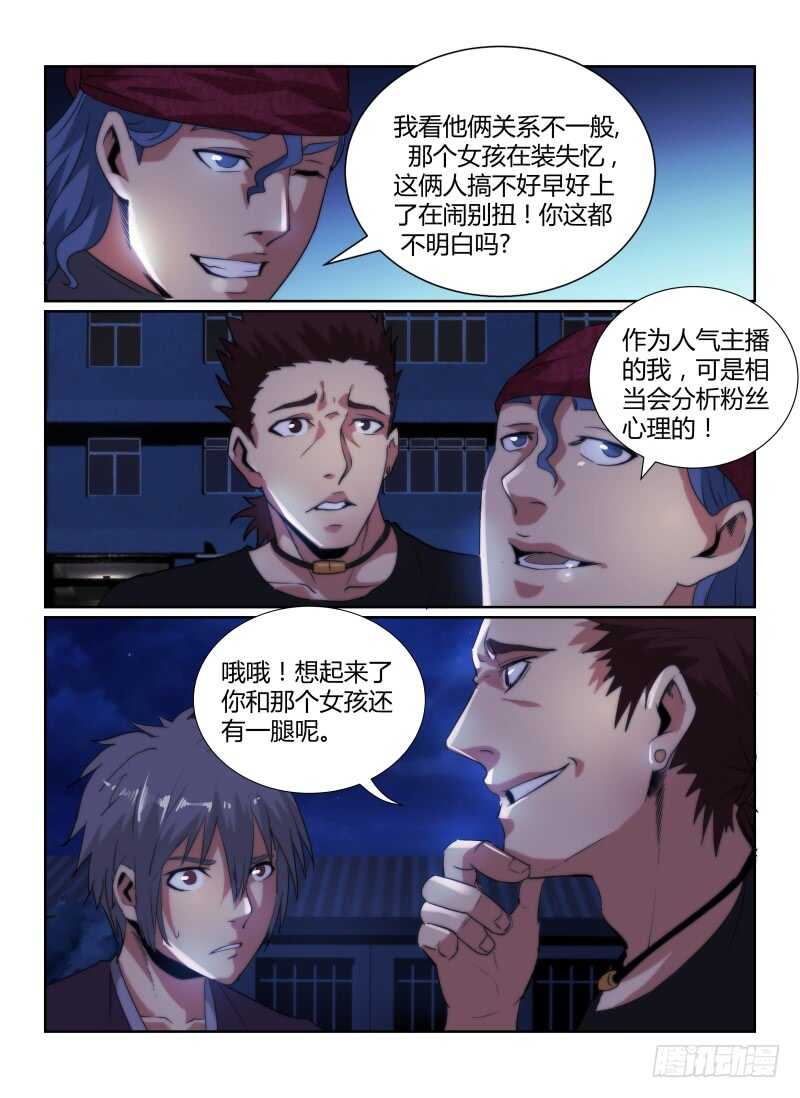 我看他俩关系不一般,
那个女孩在装失忆，
这俩人搞不好早好上
了在闹别扭！你这都
不明白吗?
作为人气主播
的我，可是相
当会分析粉丝
心理的！
哦哦！想起来了
你和那个女孩还
有一腿呢。
腾讯动漫